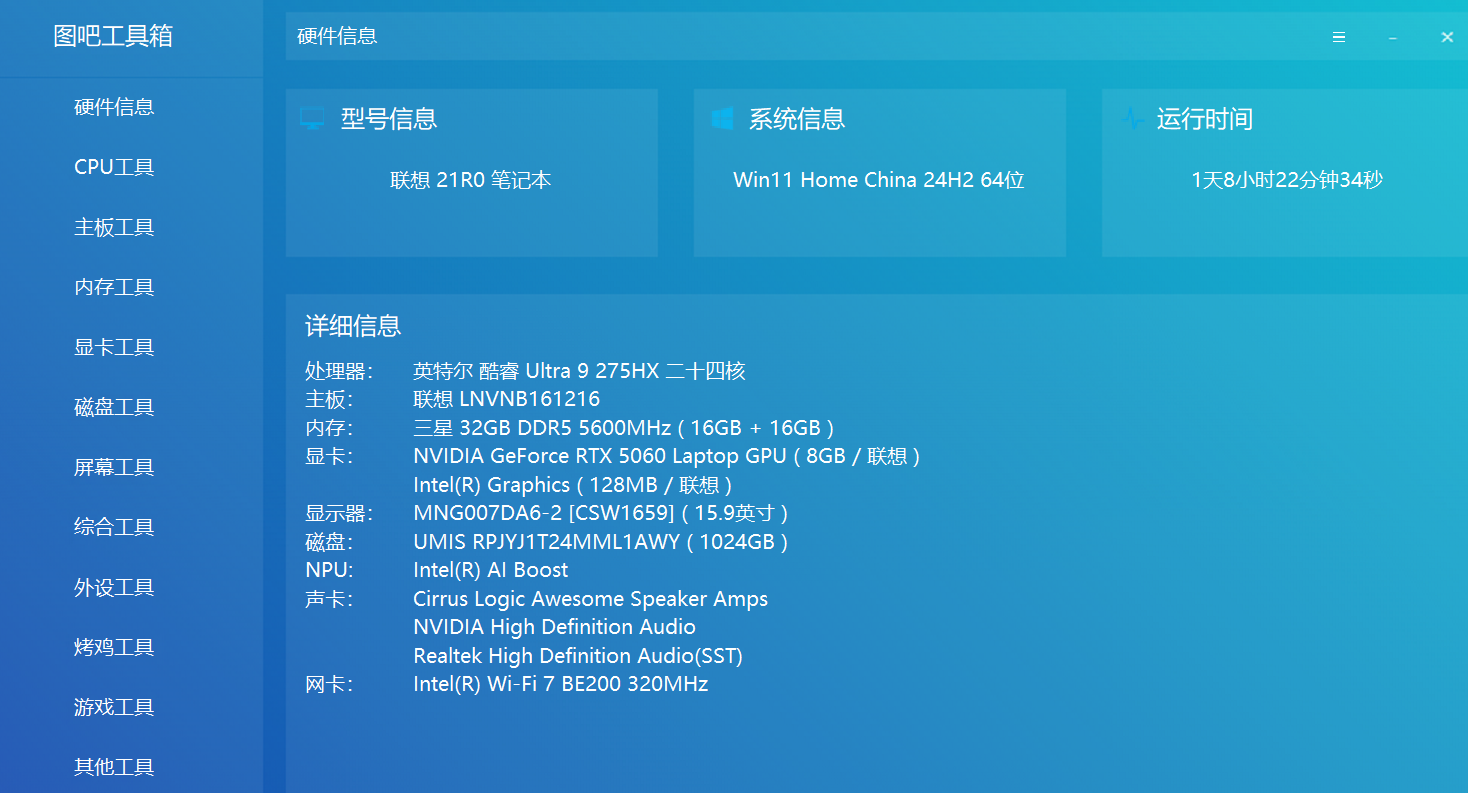 图吧工具箱
硬件信息
CPU工具
主板工具
内存工具
显卡工具
磁盘工具
屏幕工具
综合工具
外设工具
烤鸡工具
游戏工具
其他工具
硬件信息
型号信息
联想 21R0 笔记本
系统信息
Win11 Home China 24H2 64位
运行时间
1天8小时22分钟34秒
详细信息
处理器： 英特尔 酷睿 Ultra 9 275HX 二十四核
主板： 联想 LNVNB161216
内存： 三星 32GB DDR5 5600MHz ( 16GB + 16GB )
显卡： NVIDIA GeForce RTX 5060 Laptop GPU ( 8GB / 联想 )
Intel(R) Graphics ( 128MB / 联想 )
显示器： MNG007DA6-2 [CSW1659] ( 15.9英寸 )
磁盘： UMIS RPJYJ1T24MML1AWY ( 1024GB )
NPU: Intel(R) AI Boost
声卡： Cirrus Logic Awesome Speaker Amps
NVIDIA High Definition Audio
Realtek High Definition Audio(SST)
网卡： Intel(R) Wi-Fi 7 BE200 320MHz